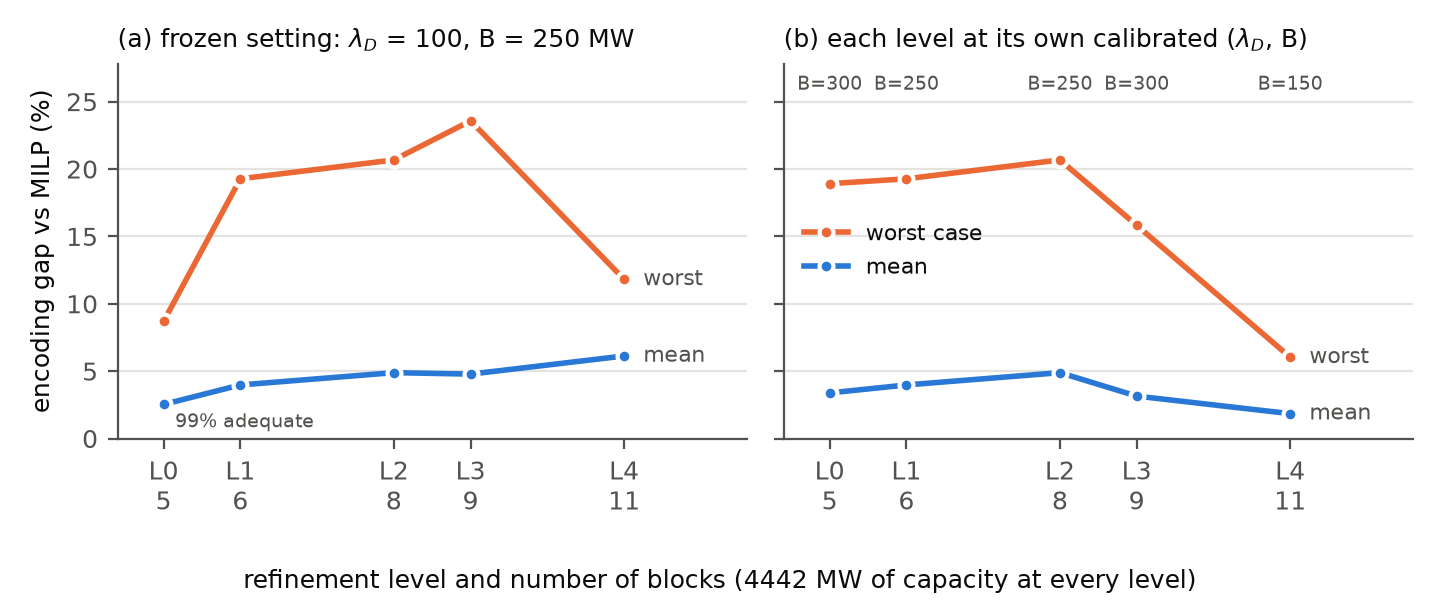 (a) frozen setting: λ_D = 100, B = 250 MW
encoding gap vs MILP (%)
25
20
15
10
5
0
worst
mean
99% adequate
L0 L1 L2 L3 L4
5 6 8 9 11
(b) each level at its own calibrated (λ_D, B)
B=300 B=250 B=250 B=300 B=150
worst case
mean
worst
mean
L0 L1 L2 L3 L4
5 6 8 9 11
refinement level and number of blocks (4442 MW of capacity at every level)